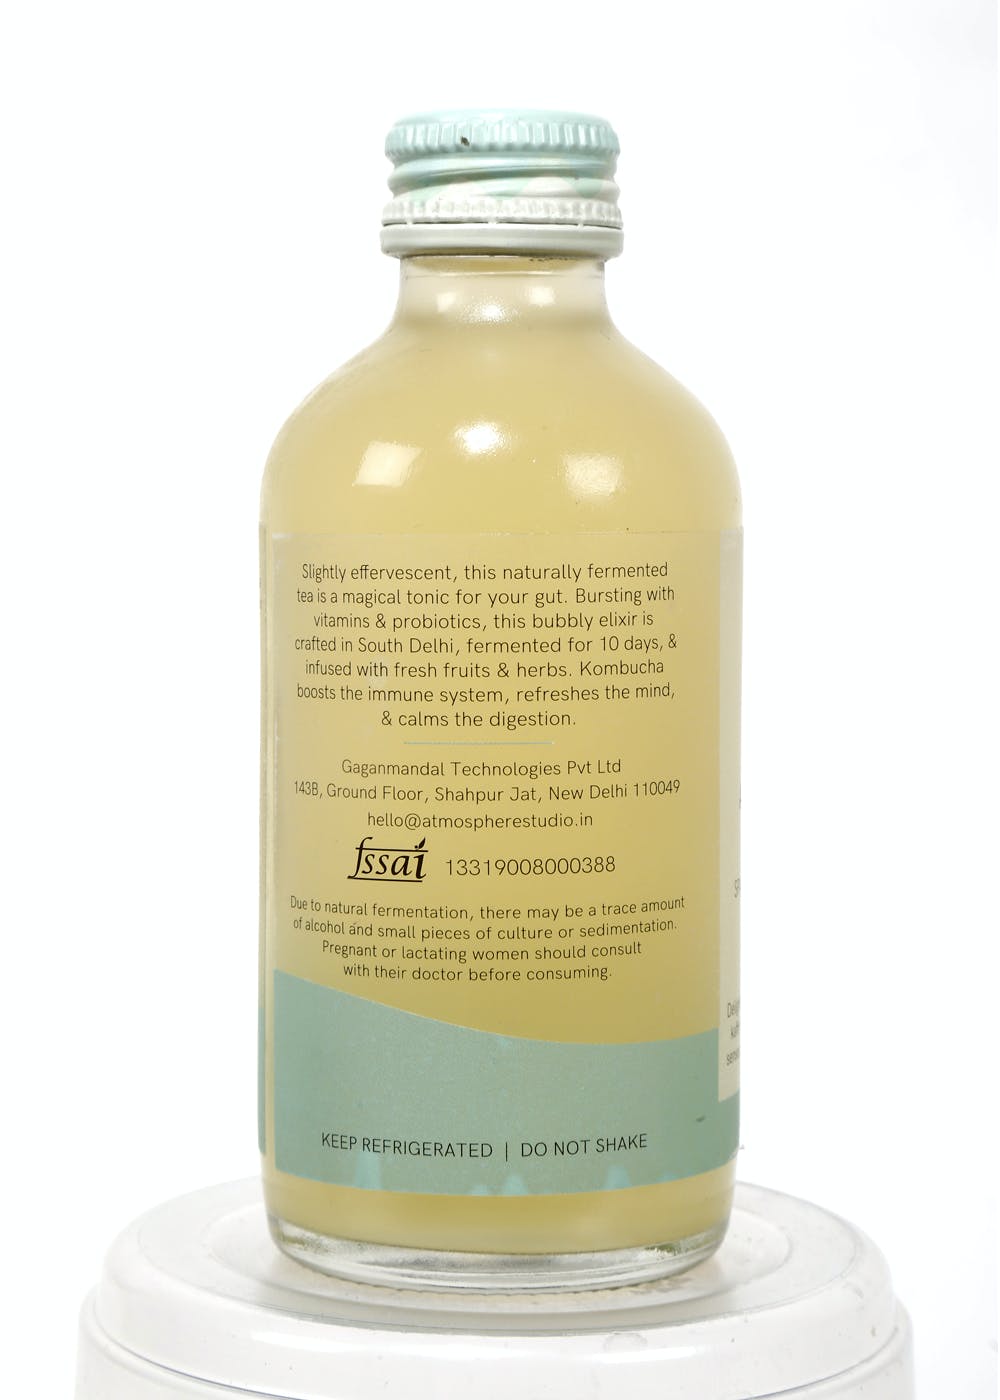 Slightly effervescent, this naturally fermented
tea is a magical tonic for your gut. Bursting with
vitamins & probiotics, this bubbly elixir is
crafted in South Delhi, fermented for 10 days, &
infused with fresh fruits & herbs. Kombucha
boosts the immune system, refreshes the mind,
& calms the digestion.
Gaganmandal Technologies Pvt Ltd
143B, Ground Floor, Shahpur Jat, New Delhi 110049
hello@atmospherestudio.in
fssai 13319008000388
Due to natural fermentation, there may be a trace amount
of alcohol and small pieces of culture or sedimentation.
Pregnant or lactating women should consult
with their doctor before consuming.
KEEP REFRIGERATED | DO NOT SHAKE